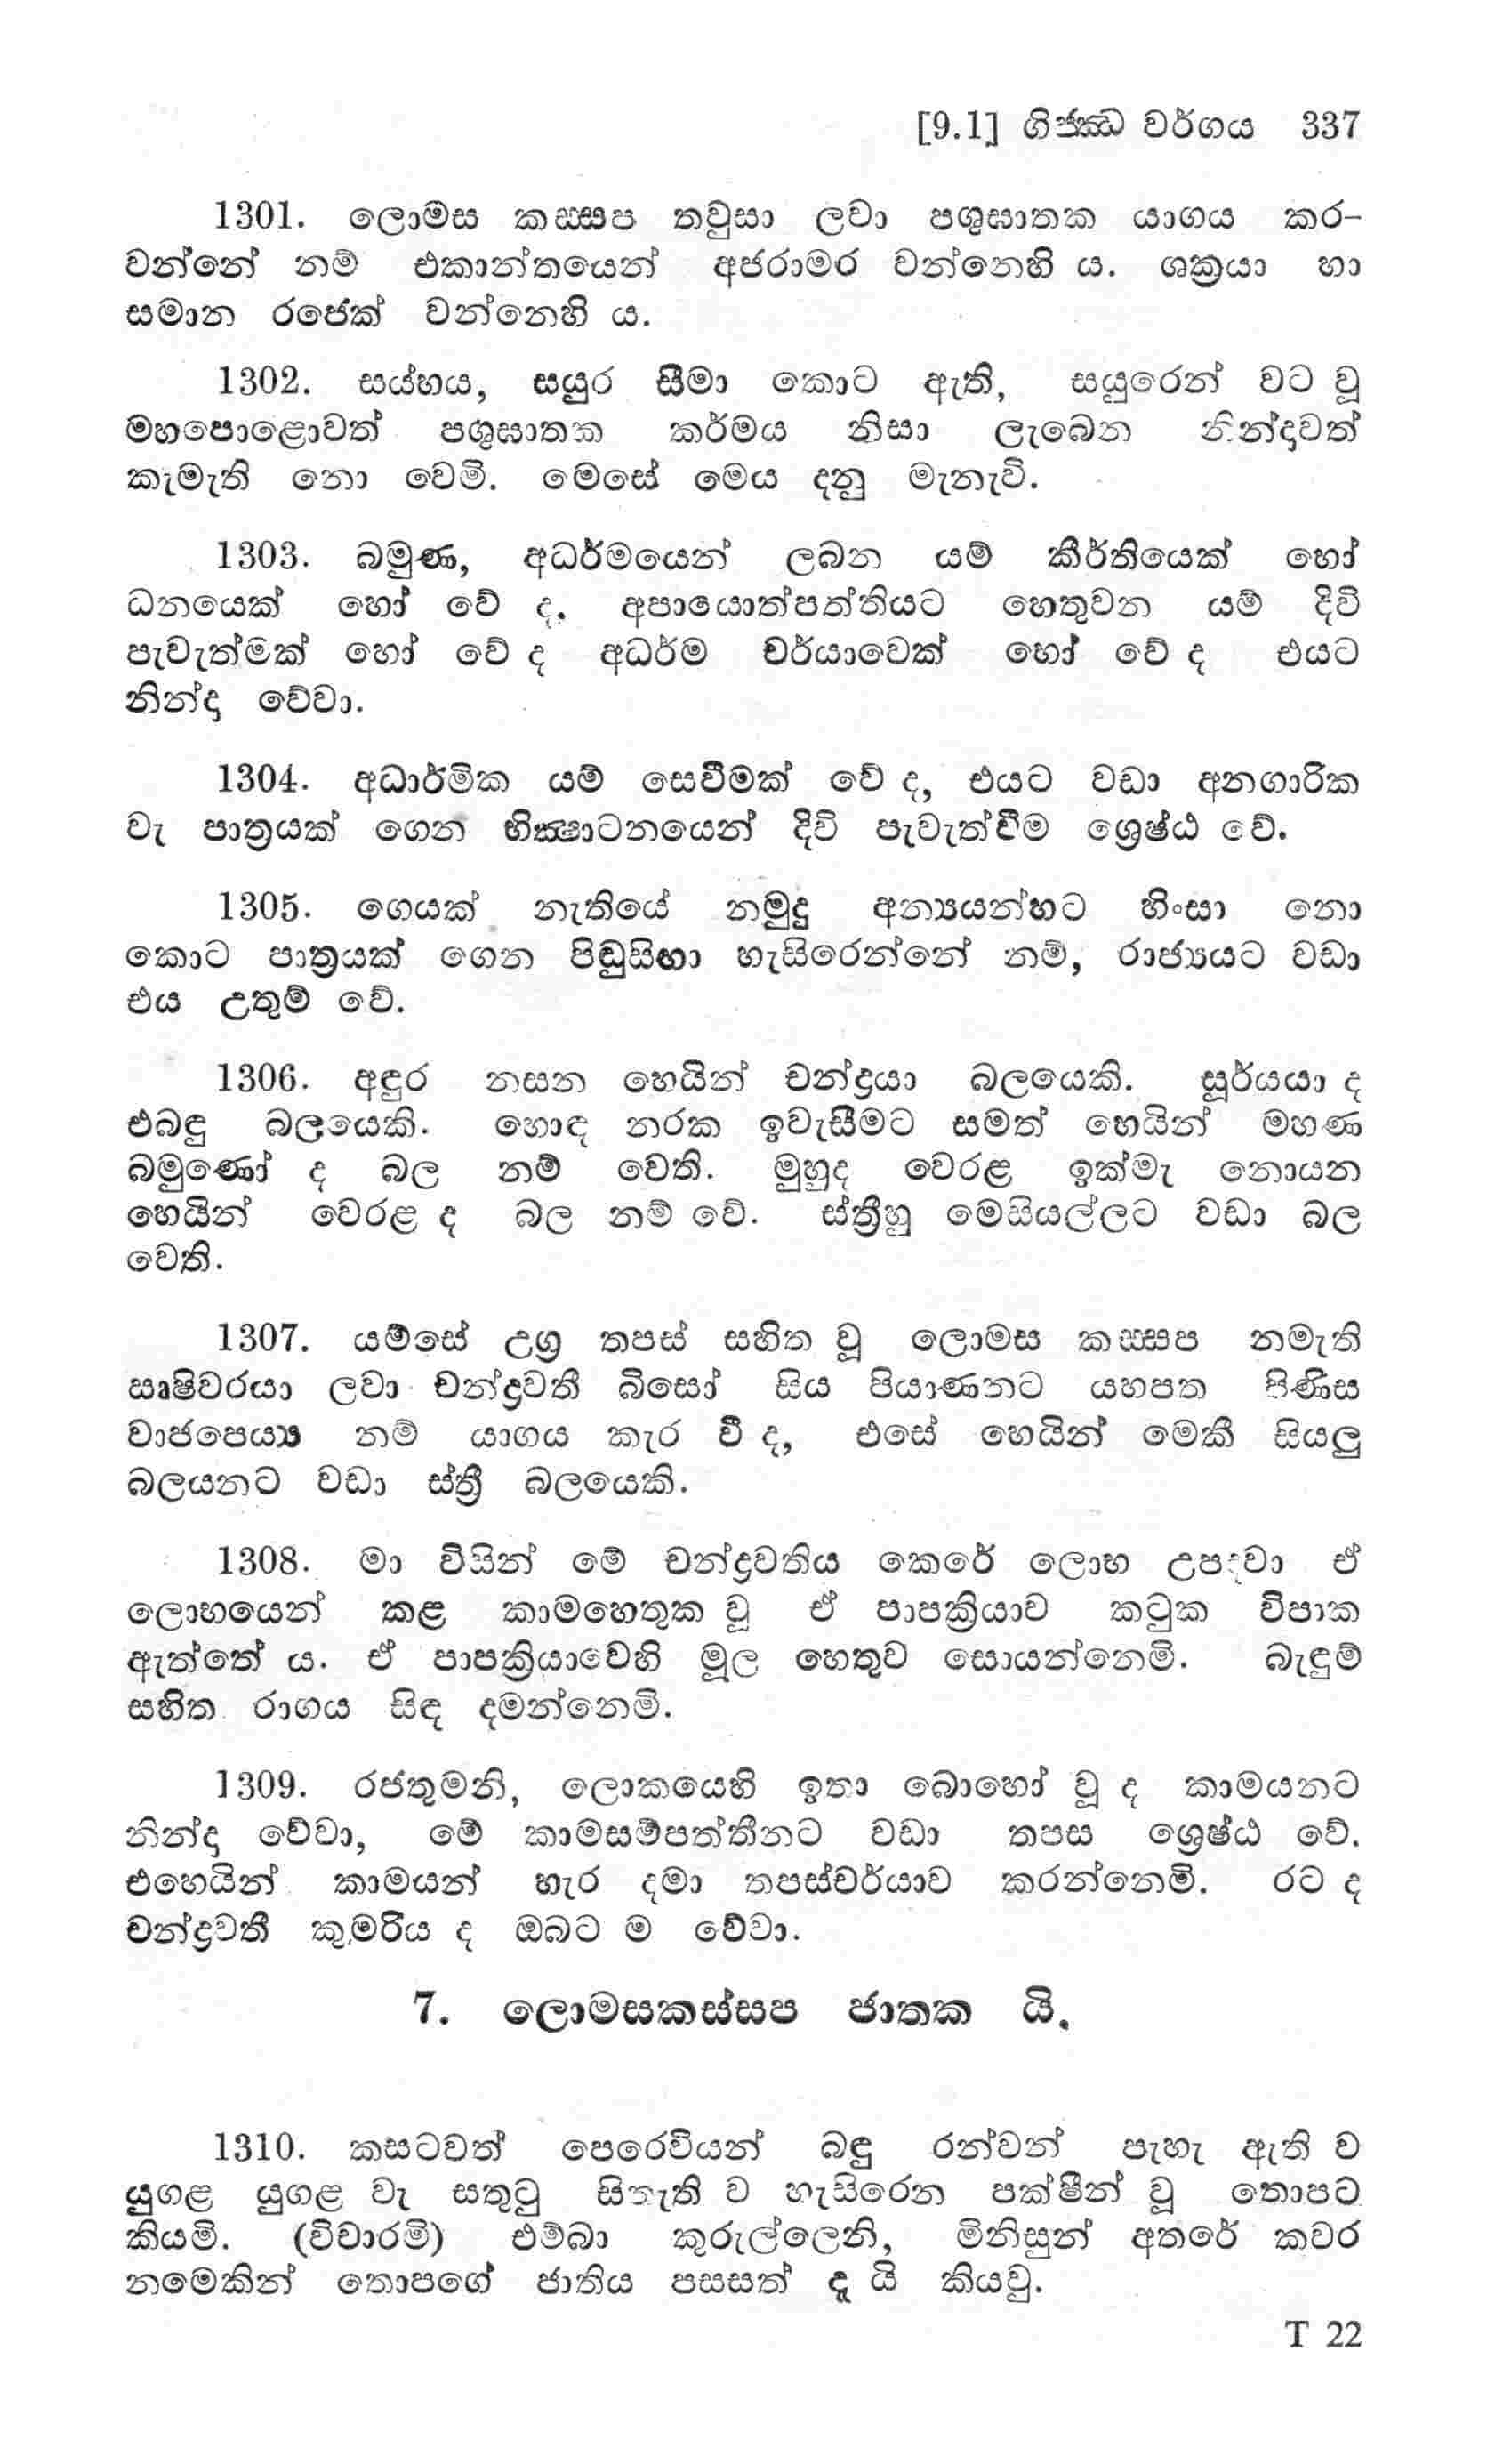 [9.1] ගිජ්ඣ වර්ගය 337
1301. ලොමස කස්සප තවුසා ලවා පශුඝාතක යාගය කර-
වන්නේ නම් එකාන්තයෙන් අජරාමර වන්නෙහි ය. ශක්‍රයා හා
සමාන රජෙක් වන්නෙහි ය.
1302. සය්හය, සයුර සීමා කොට ඇති, සයුරෙන් වට වූ
මහපොළොවත් පශුඝාතක කර්මය නිසා ලැබෙන නින්දාවත්
කැමැති නො වෙමි. මෙසේ මෙය දනු මැනැවි.
1303. බමුණ, අධර්මයෙන් ලබන යම් කීර්තියෙක් හෝ
ධනයෙක් හෝ වේ ද, අපායොත්පත්තියට හෙතුවන යම් දිවි
පැවැත්මක් හෝ වේ ද අධර්ම චර්යාවෙක් හෝ වේ ද එයට
නින්දා වේවා.
1304. අධාර්මික යම් සෙවීමක් වේ ද, එයට වඩා අනගාරික
වැ පාත්‍රයක් ගෙන භික්ෂාටනයෙන් දිවි පැවැත්වීම ශ්‍රෙෂ්ඨ වේ.
1305. ගෙයක් නැතියේ නමුදු අන්‍යයන්හට හිංසා නො
කොට පාත්‍රයක් ගෙන පිඬුසිඟා හැසිරෙන්නේ නම්, රාජ්‍යයට වඩා
එය උතුම් වේ.
1306. අඳුර නසන හෙයින් චන්ද්‍රයා බලයෙකි. සූර්යයා ද
එබඳු බලයෙකි. හොඳ නරක ඉවැසීමට සමත් හෙයින් මහණ
බමුණෝ ද බල නම් වෙති. මුහුද වෙරළ ඉක්මැ නොයන
හෙයින් වෙරළ ද බල නම් වේ. ස්ත්‍රීහු මෙසියල්ලට වඩා බල
වෙති.
1307. යම්සේ උග්‍ර තපස් සහිත වූ ලොමස කස්සප නමැති
ඍෂිවරයා ලවා චන්ද්‍රවතී බිසෝ සිය පියාණනට යහපත පිණිස
වාජපෙය්‍ය නම් යාගය කැර වී ද, එසේ හෙයින් මෙකී සියලු
බලයනට වඩා ස්ත්‍රී බලයෙකි.
1308. මා විසින් මේ චන්ද්‍රවතිය කෙරේ ලොභ උපදවා ඒ
ලොභයෙන් කළ කාමහෙතුක වූ ඒ පාපක්‍රියාව කටුක විපාක
ඇත්තේ ය. ඒ පාපක්‍රියාවෙහි මූල හෙතුව සොයන්නෙමි. බැඳුම්
සහිත රාගය සිඳ දමන්නෙමි.
1309. රජතුමනි, ලොකයෙහි ඉතා බොහෝ වූ ද කාමයනට
නින්දා වේවා, මේ කාමසම්පත්තීනට වඩා තපස ශ්‍රෙෂ්ඨ වේ.
එහෙයින් කාමයන් හැර දමා තපස්චර්යාව කරන්නෙමි. රට ද
චන්ද්‍රවතී කුමරිය ද ඔබට ම වේවා.
7. ලොමසකස්සප ජාතක යි.
1310. කසටවත් පෙරෙවියන් බඳු රන්වන් පැහැ ඇති ව
යුගළ යුගළ වැ සතුටු සිතැති ව හැසිරෙන පක්ෂීන් වූ තොපට
කියමි. (විචාරමි) එම්බා කුරුල්ලෙනි, මිනිසුන් අතරේ කවර
නමෙකින් තොපගේ ජාතිය පසසත් දැ යි කියවු.
T 22